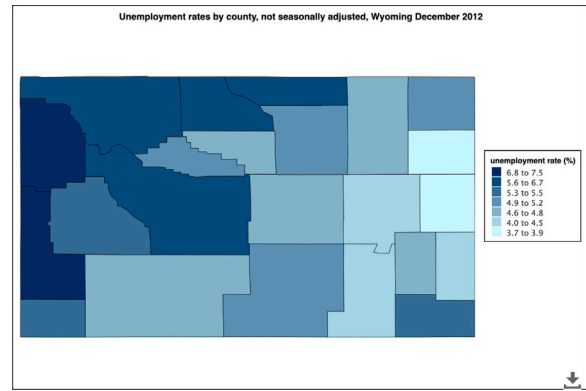 Unemployment rates by county, not seasonally adjusted, Wyoming December 2012
unemployment rate (%)
6.8 to 7.5
5.6 to 6.7
5.3 to 5.5
4.9 to 5.2
4.6 to 4.8
4.0 to 4.5
3.7 to 3.9